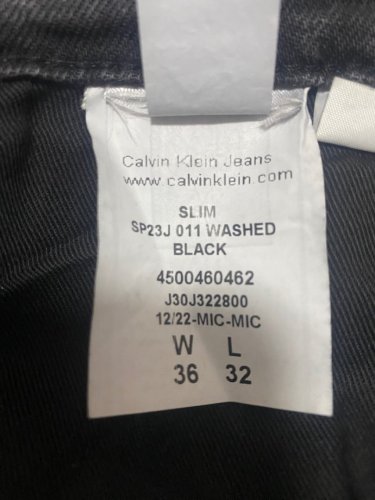 Calvin Klein Jeans
www.calvinklein.com
SLIM
SP23J 011 WASHED
BLACK
4500460462
J30J322800
12/22-MIC-MIC
W L
36 32